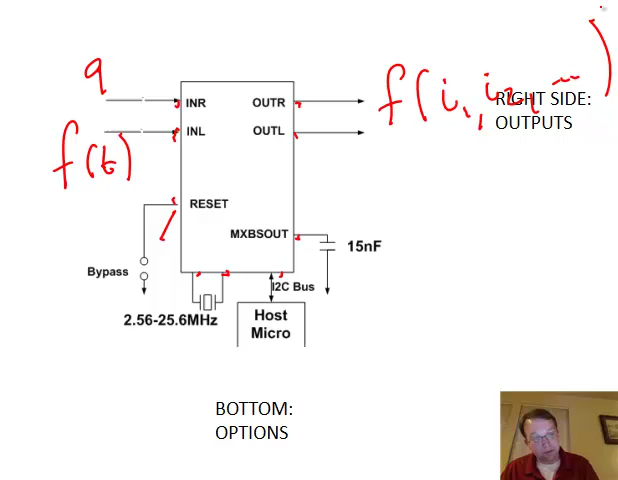 q
f(t)
f(i1, i2, ...)
INR
OUTR
RIGHT SIDE:
OUTPUTS
INL
OUTL
RESET
MXBSOUT
15nF
Bypass
I2C Bus
2.56-25.6MHz
Host
Micro
BOTTOM:
OPTIONS